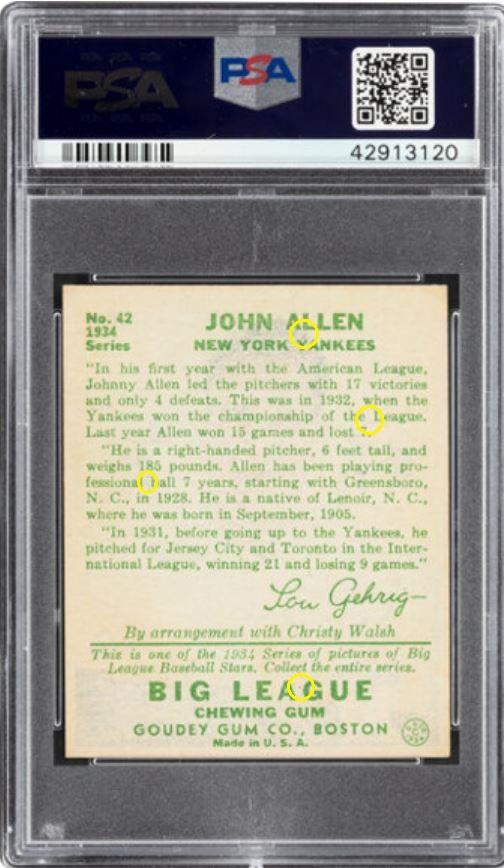 PSA
PSA
42913120
No. 42
1934
Series
JOHN ALLEN
NEW YORK YANKEES
"In his first year with the American League,
Johnny Allen led the pitchers with 17 victories
and only 4 defeats. This was in 1932, when the
Yankees won the championship of the League.
Last year Allen won 15 games and lost
"He is a right-handed pitcher, 6 feet tall, and
weighs 185 pounds. Allen has been playing pro-
fessional ball 7 years, starting with Greensboro,
N. C., in 1928. He is a native of Lenoir, N. C.,
where he was born in September, 1905.
"In 1931, before going up to the Yankees, he
pitched for Jersey City and Toronto in the Inter-
national League, winning 21 and losing 9 games."
Lou Gehrig
By arrangement with Christy Walsh
This is one of the 1934 Series of pictures of Big
League Baseball Stars, Collect the entire series.
BIG LEAGUE
CHEWING GUM
GOUDEY GUM CO., BOSTON
Made in U. S. A.